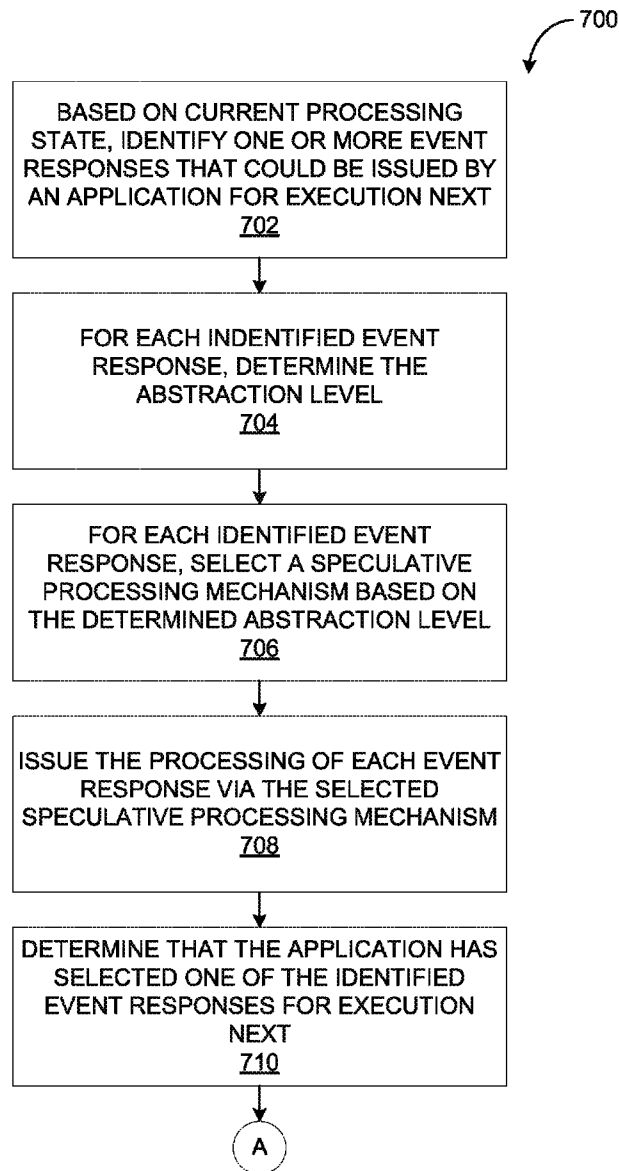 700
BASED ON CURRENT PROCESSING
STATE, IDENTIFY ONE OR MORE EVENT
RESPONSES THAT COULD BE ISSUED BY
AN APPLICATION FOR EXECUTION NEXT
702
FOR EACH INDENTIFIED EVENT
RESPONSE, DETERMINE THE
ABSTRACTION LEVEL
704
FOR EACH IDENTIFIED EVENT
RESPONSE, SELECT A SPECULATIVE
PROCESSING MECHANISM BASED ON
THE DETERMINED ABSTRACTION LEVEL
706
ISSUE THE PROCESSING OF EACH EVENT
RESPONSE VIA THE SELECTED
SPECULATIVE PROCESSING MECHANISM
708
DETERMINE THAT THE APPLICATION HAS
SELECTED ONE OF THE IDENTIFIED
EVENT RESPONSES FOR EXECUTION
NEXT
710
A